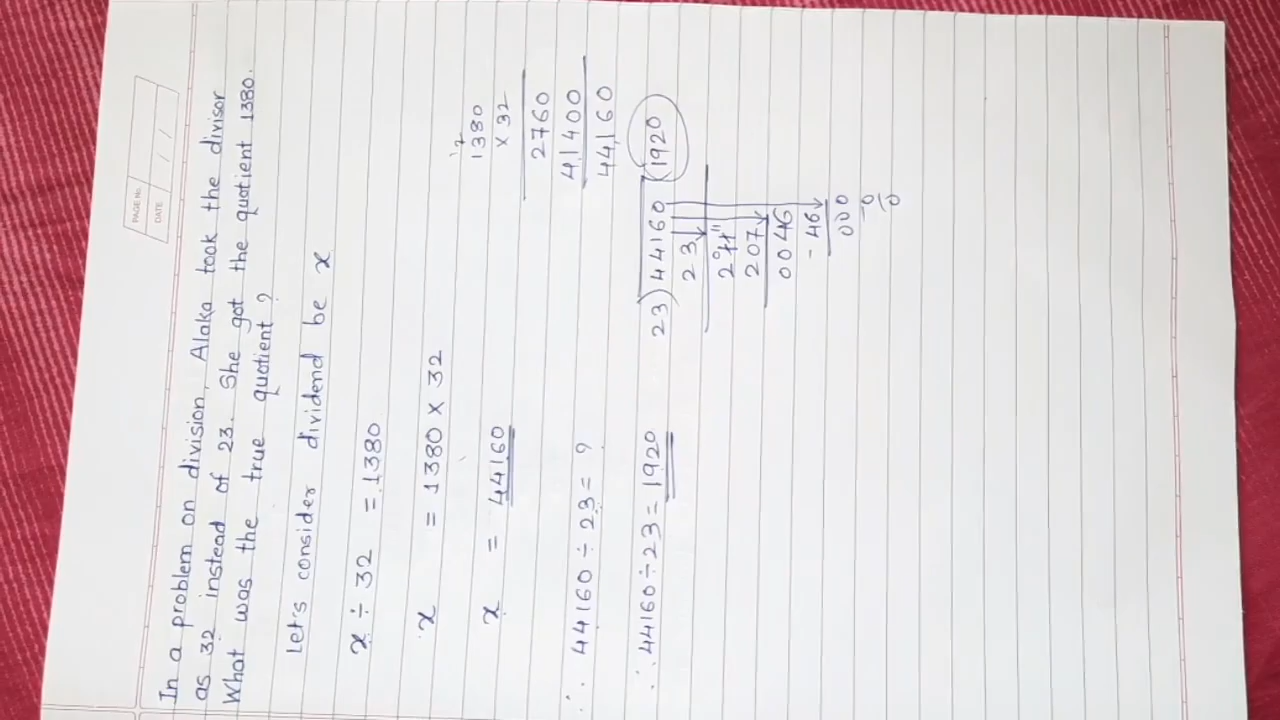 PAGE No.
DATE / /
In a problem on division, Alaka took the divisor
as 32 instead of 23. She got the quotient 1380.
What was the true quotient ?
Let's consider dividend be x
x ÷ 32 = 1380
x = 1380 × 32
x = 44160
∴ 44160 ÷ 23 = ?
∴ 44160 ÷ 23 = 1920
1380
× 32
2760
41400
44160
23) 44160 (1920
23
211
207
0046
- 46
000
-0
0